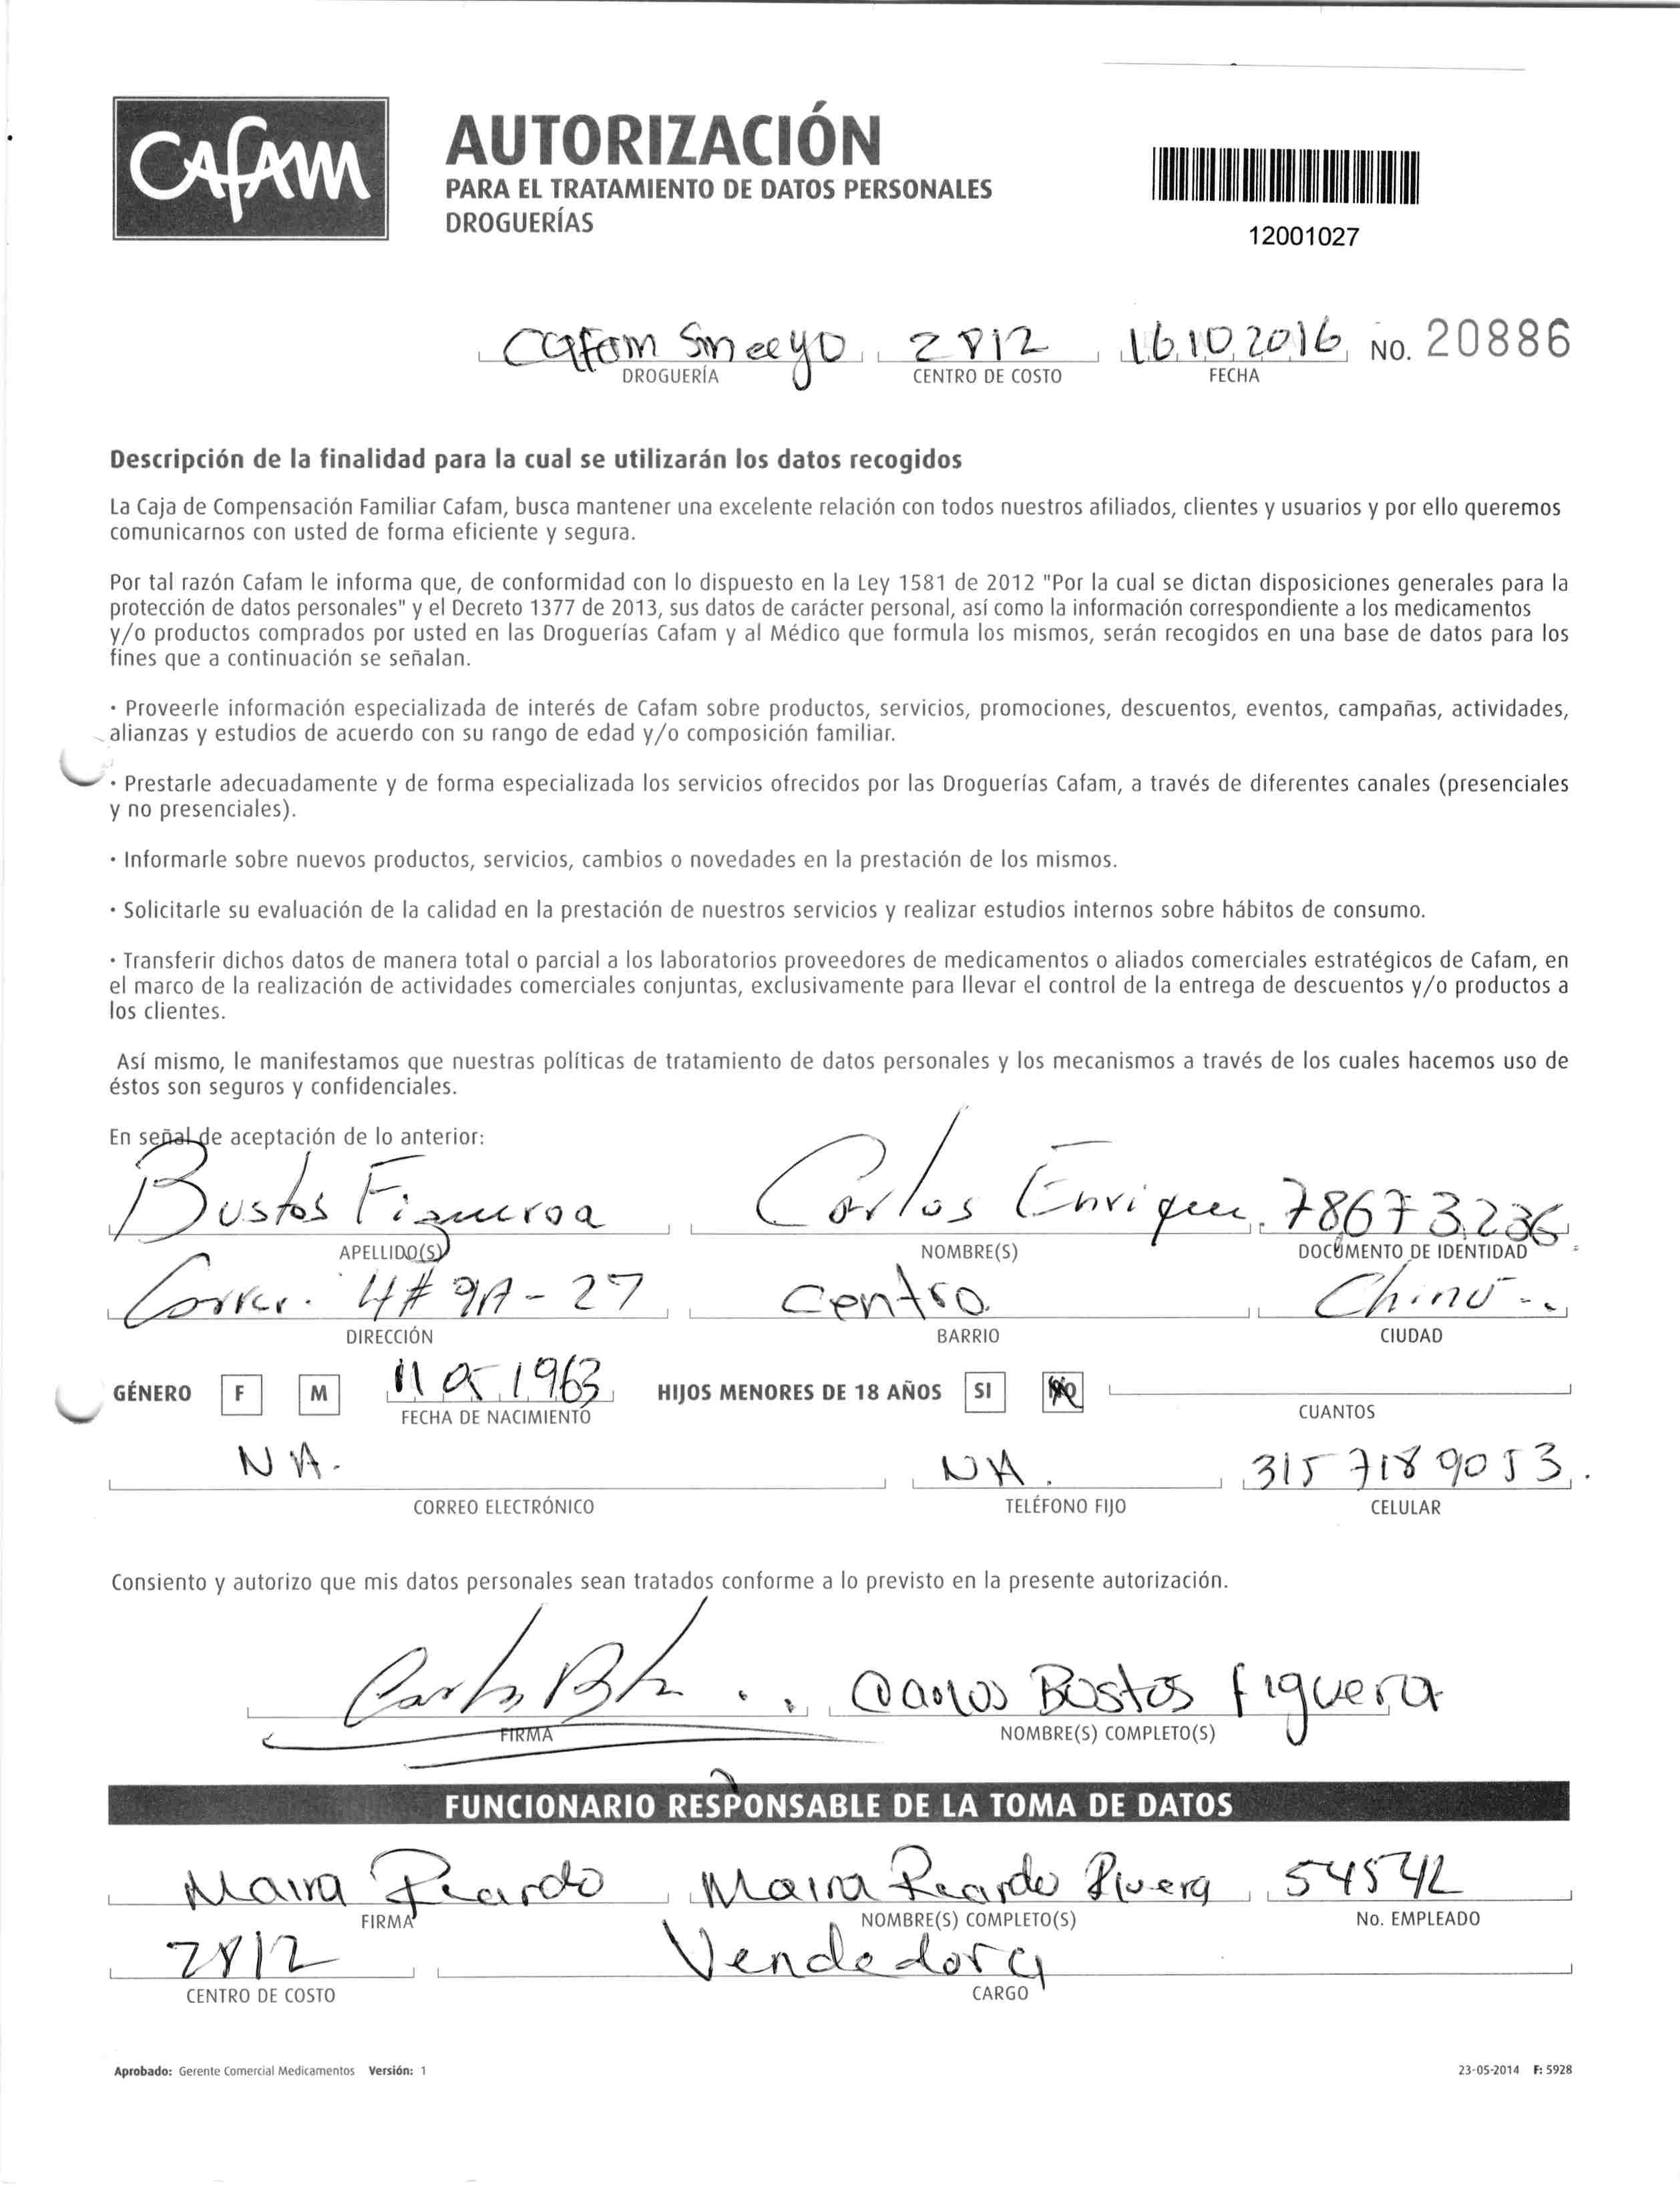 CAFAM
AUTORIZACIÓN
PARA EL TRATAMIENTO DE DATOS PERSONALES
DROGUERÍAS
12001027
Cafam 2812 16 10 2016 NO. 20886
DROGUERÍA CENTRO DE COSTO FECHA
Descripción de la finalidad para la cual se utilizarán los datos recogidos
La Caja de Compensación Familiar Cafam, busca mantener una excelente relación con todos nuestros afiliados, clientes y usuarios y por ello queremos
comunicarnos con usted de forma eficiente y segura.
Por tal razón Cafam le informa que, de conformidad con lo dispuesto en la Ley 1581 de 2012 "Por la cual se dictan disposiciones generales para la
protección de datos personales" y el Decreto 1377 de 2013, sus datos de carácter personal, así como la información correspondiente a los medicamentos
y/o productos comprados por usted en las Droguerías Cafam y al Médico que formula los mismos, serán recogidos en una base de datos para los
fines que a continuación se señalan.
· Proveerle información especializada de interés de Cafam sobre productos, servicios, promociones, descuentos, eventos, campañas, actividades,
alianzas y estudios de acuerdo con su rango de edad y/o composición familiar.
· Prestarle adecuadamente y de forma especializada los servicios ofrecidos por las Droguerías Cafam, a través de diferentes canales (presenciales
y no presenciales).
· Informarle sobre nuevos productos, servicios, cambios o novedades en la prestación de los mismos.
· Solicitarle su evaluación de la calidad en la prestación de nuestros servicios y realizar estudios internos sobre hábitos de consumo.
· Transferir dichos datos de manera total o parcial a los laboratorios proveedores de medicamentos o aliados comerciales estratégicos de Cafam, en
el marco de la realización de actividades comerciales conjuntas, exclusivamente para llevar el control de la entrega de descuentos y/o productos a
los clientes.
Así mismo, le manifestamos que nuestras políticas de tratamiento de datos personales y los mecanismos a través de los cuales hacemos uso de
éstos son seguros y confidenciales.
En señal de aceptación de lo anterior:
Bustos Figueroa Carlos Enrique 78673236
APELLIDO(S) NOMBRE(S) DOCUMENTO DE IDENTIDAD
Carrer. 4# 9A-27 Centro. Chinú
DIRECCIÓN BARRIO CIUDAD
GÉNERO F M 11 05 1963 HIJOS MENORES DE 18 AÑOS SI NO
FECHA DE NACIMIENTO CUANTOS
NA. NA. 3157189053.
CORREO ELECTRÓNICO TELÉFONO FIJO CELULAR
Consiento y autorizo que mis datos personales sean tratados conforme a lo previsto en la presente autorización.
Carlos Bustos Figuera
FIRMA NOMBRE(S) COMPLETO(S)
FUNCIONARIO RESPONSABLE DE LA TOMA DE DATOS
Maira Ricardo Maira Ricardo Rivera 54542
FIRMA NOMBRE(S) COMPLETO(S) No. EMPLEADO
2812 Vendedora
CENTRO DE COSTO CARGO
Aprobado: Gerente Comercial Medicamentos Versión: 1 23-05-2014 F: 5928